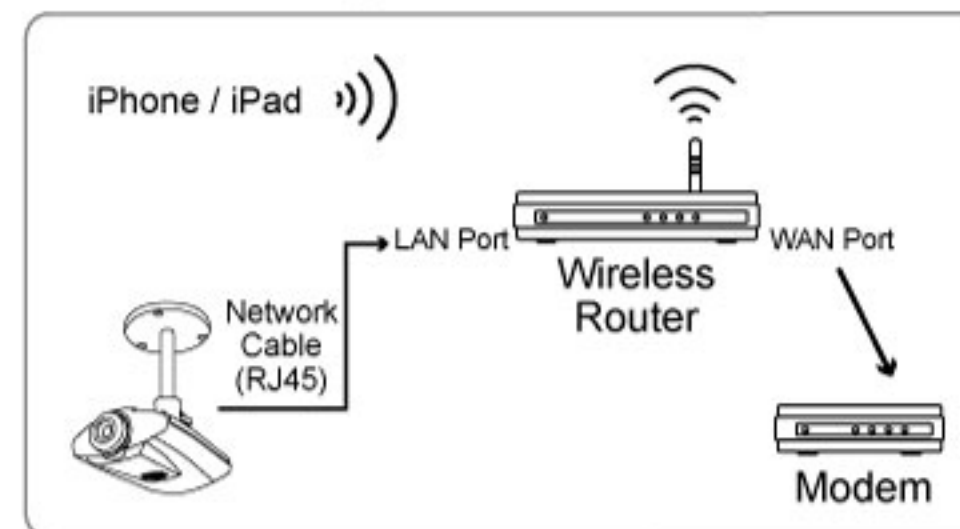 iPhone / iPad
LAN Port
WAN Port
Wireless
Router
Network
Cable
(RJ45)
Modem